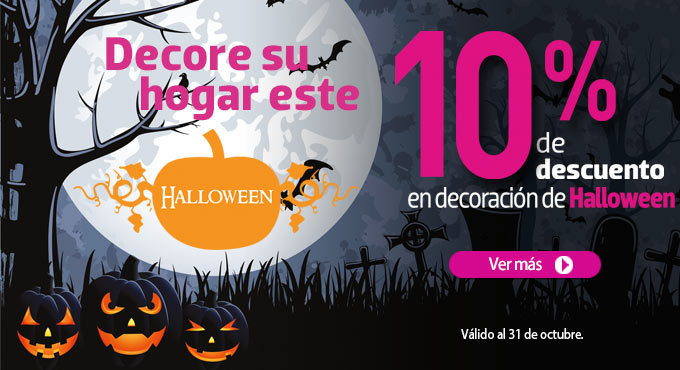 Decore su
hogar este
HALLOWEEN
10%
de
descuento
en decoración de Halloween
Ver más
Válido al 31 de octubre.